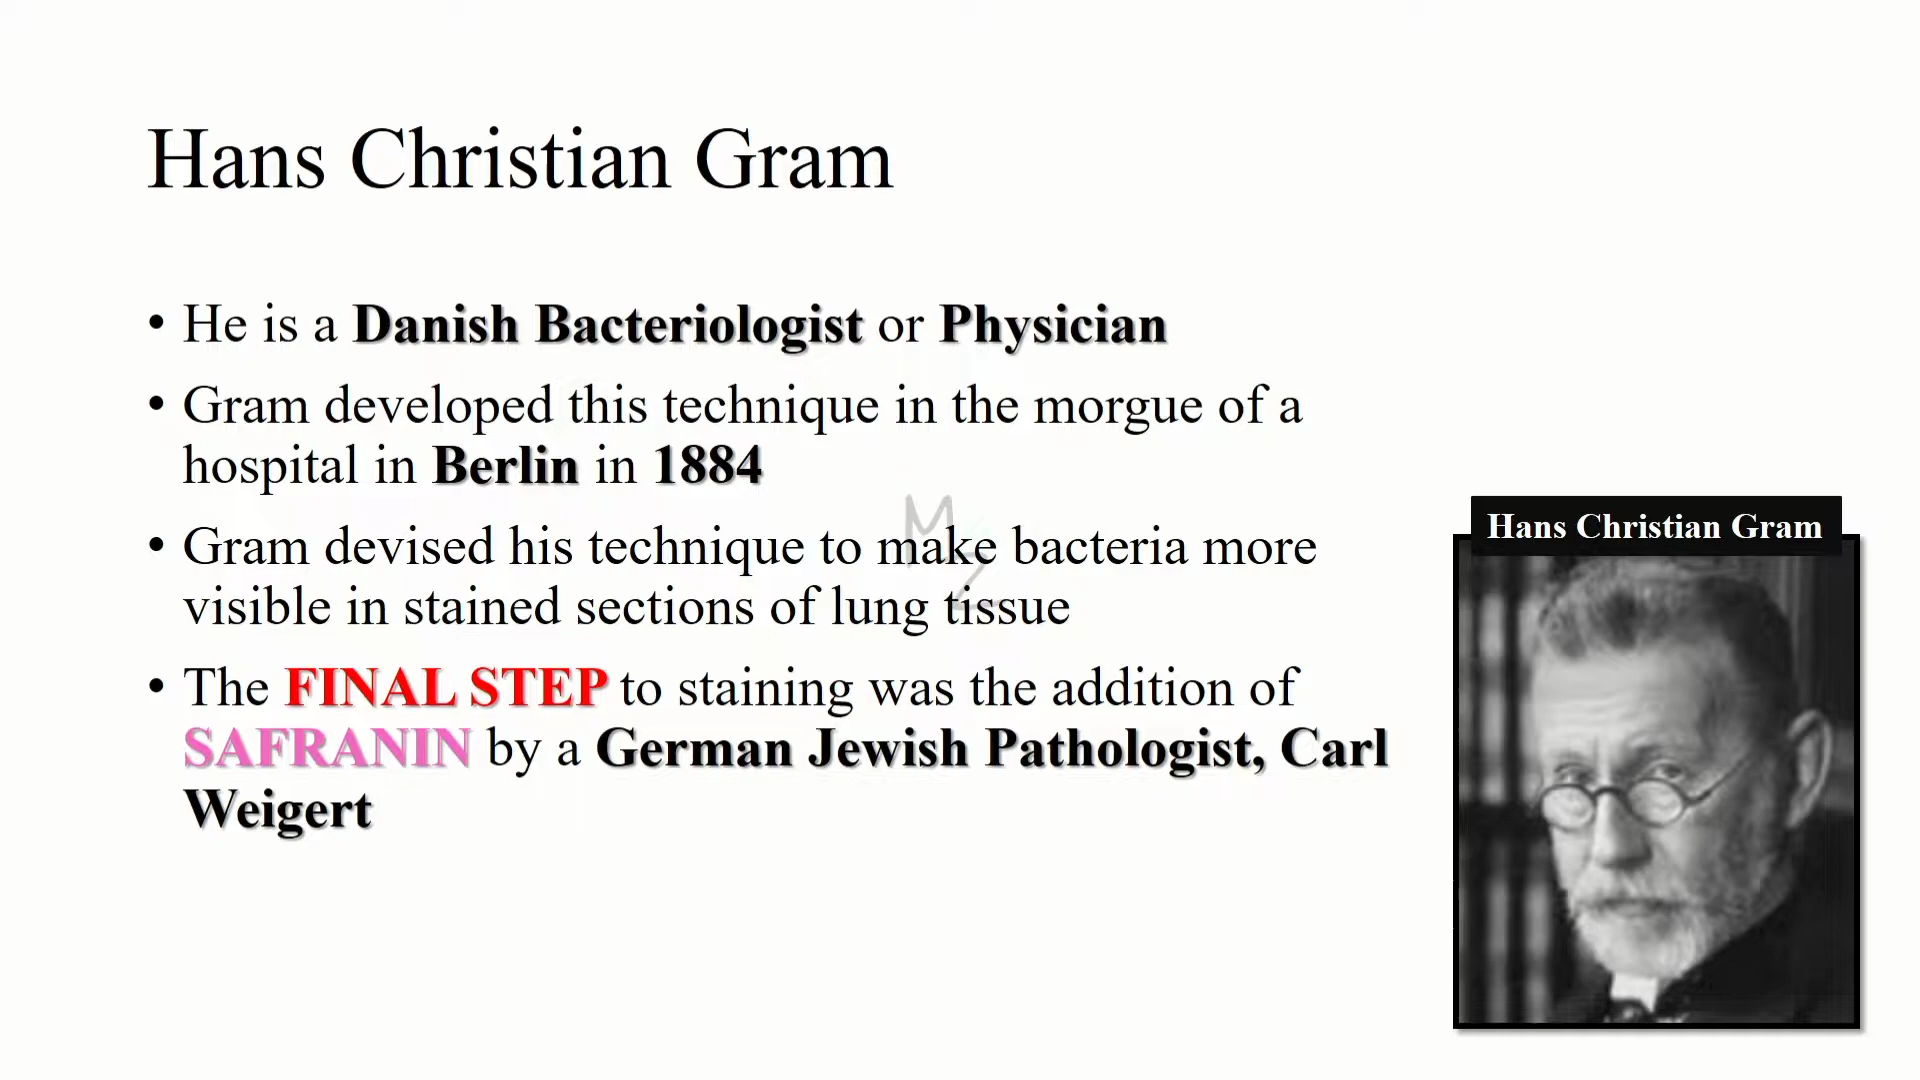 Hans Christian Gram
• He is a Danish Bacteriologist or Physician
• Gram developed this technique in the morgue of a
hospital in Berlin in 1884
• Gram devised his technique to make bacteria more
visible in stained sections of lung tissue
• The FINAL STEP to staining was the addition of
SAFRANIN by a German Jewish Pathologist, Carl
Weigert
Hans Christian Gram
MZ